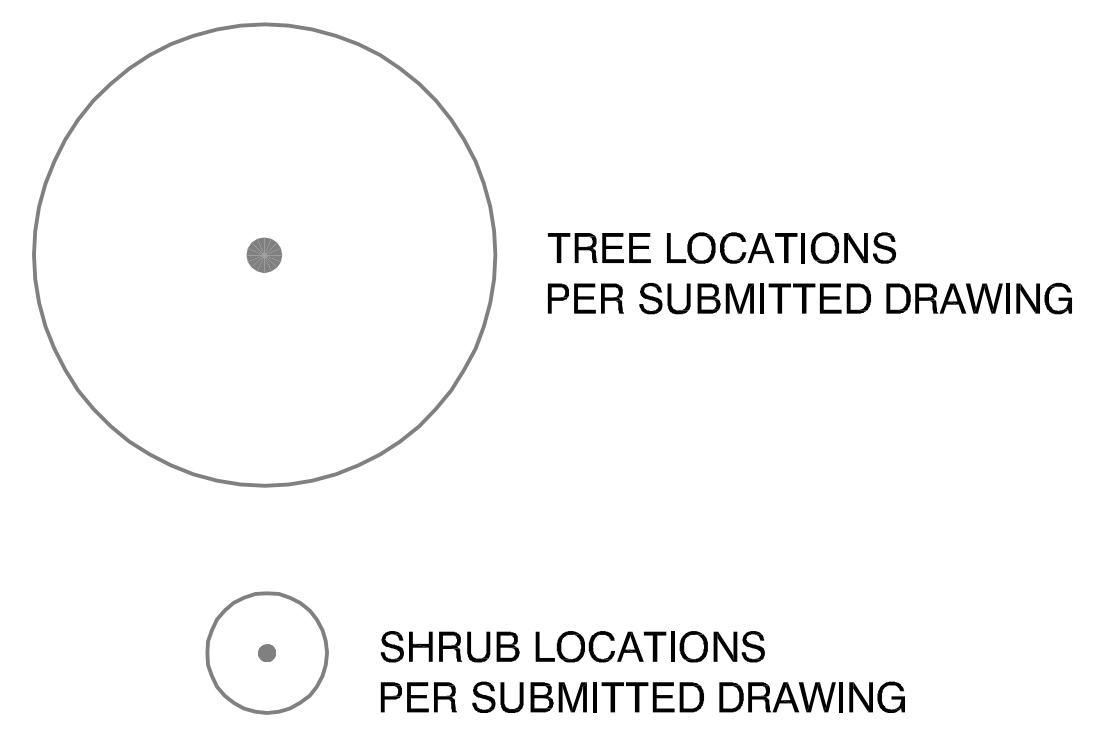 TREE LOCATIONS
PER SUBMITTED DRAWING
SHRUB LOCATIONS
PER SUBMITTED DRAWING